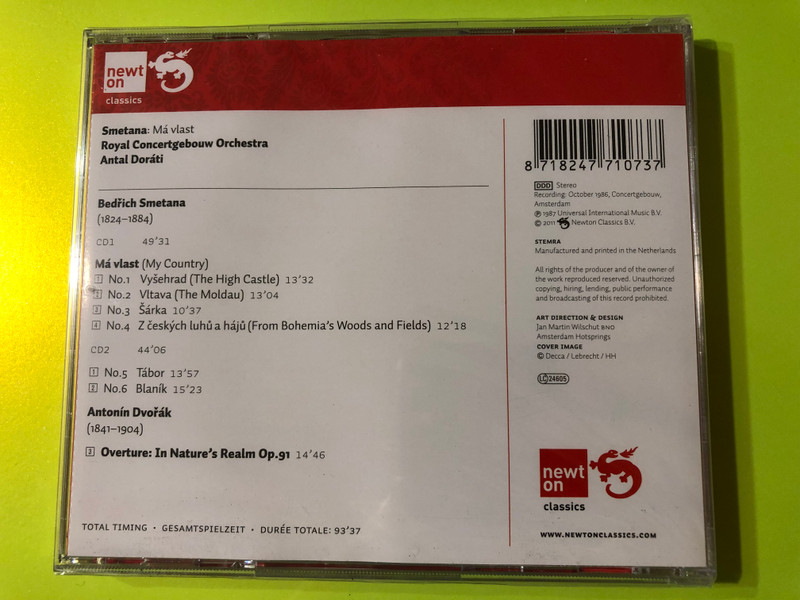 newt
on
classics
Smetana: Má vlast
Royal Concertgebouw Orchestra
Antal Doráti
Bedřich Smetana
(1824–1884)
CD1 49'31
Má vlast (My Country)
1 No.1 Vyšehrad (The High Castle) 13'32
2 No.2 Vltava (The Moldau) 13'04
3 No.3 Šárka 10'37
4 No.4 Z českých luhů a hájů (From Bohemia's Woods and Fields) 12'18
CD2 44'06
1 No.5 Tábor 13'57
2 No.6 Blaník 15'23
Antonín Dvořák
(1841–1904)
3 Overture: In Nature's Realm Op.91 14'46
TOTAL TIMING • GESAMTSPIELZEIT • DURÉE TOTALE: 93'37
8 718247 710737
DDD Stereo
Recording: October 1986, Concertgebouw,
Amsterdam
℗ 1987 Universal International Music B.V.
© 2011 Newton Classics B.V.
STEMRA
Manufactured and printed in the Netherlands
All rights of the producer and of the owner of
the work reproduced reserved. Unauthorized
copying, hiring, lending, public performance
and broadcasting of this record prohibited.
ART DIRECTION & DESIGN
Jan Martin Wilschut BNO
Amsterdam Hotsprings
COVER IMAGE
© Decca / Lebrecht / HH
LC 24605
newt
on
classics
WWW.NEWTONCLASSICS.COM